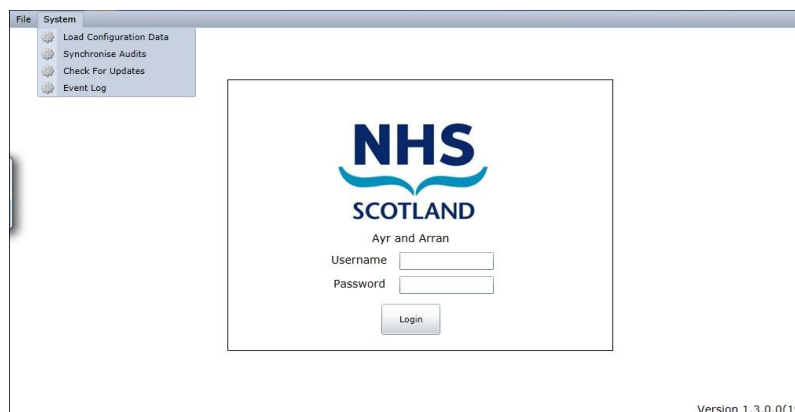 File System
Load Configuration Data
Synchronise Audits
Check For Updates
Event Log
NHS
SCOTLAND
Ayr and Arran
Username
Password
Login
Version 1.3.0.0(1